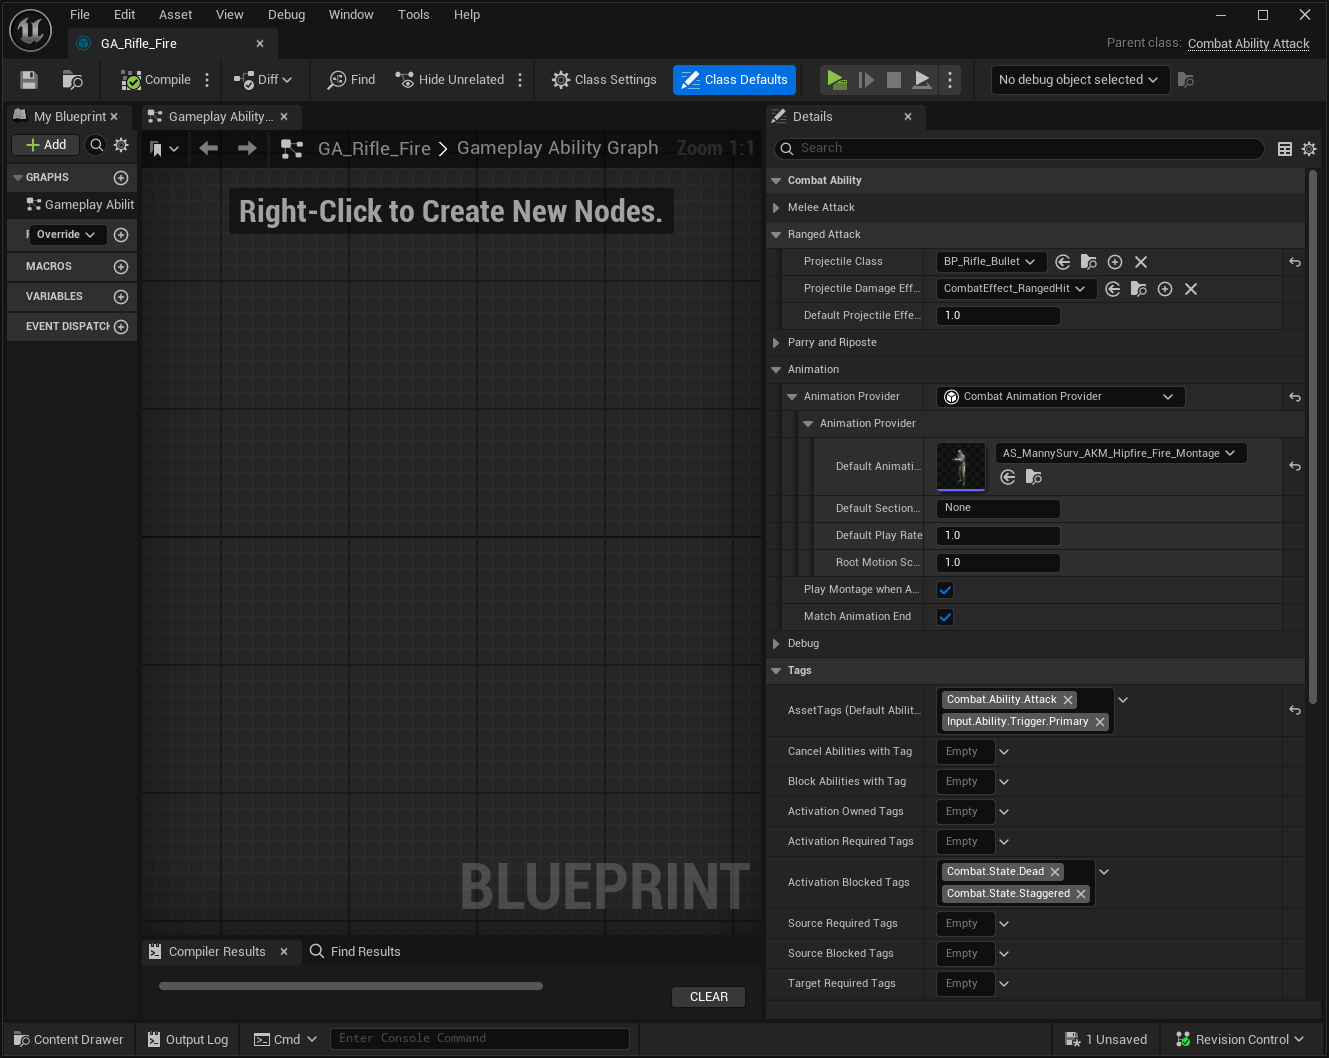 File Edit Asset View Debug Window Tools Help
GA_Rifle_Fire
Parent class: Combat Ability Attack
Compile Diff Find Hide Unrelated Class Settings Class Defaults No debug object selected
My Blueprint
Add
GRAPHS
Gameplay Abilit
Override
MACROS
VARIABLES
EVENT DISPATCH
Gameplay Ability...
GA_Rifle_Fire > Gameplay Ability Graph Zoom 1:1
Right-Click to Create New Nodes.
BLUEPRINT
Compiler Results Find Results
CLEAR
Details
Search
Combat Ability
Melee Attack
Ranged Attack
Projectile Class BP_Rifle_Bullet
Projectile Damage Eff... CombatEffect_RangedHit
Default Projectile Effe... 1.0
Parry and Riposte
Animation
Animation Provider Combat Animation Provider
Animation Provider
Default Animati... AS_MannySurv_AKM_Hipfire_Fire_Montage
Default Section... None
Default Play Rate 1.0
Root Motion Sc... 1.0
Play Montage when A...
Match Animation End
Debug
Tags
AssetTags (Default Abilit... Combat.Ability.Attack
Input.Ability.Trigger.Primary
Cancel Abilities with Tag Empty
Block Abilities with Tag Empty
Activation Owned Tags Empty
Activation Required Tags Empty
Activation Blocked Tags Combat.State.Dead
Combat.State.Staggered
Source Required Tags Empty
Source Blocked Tags Empty
Target Required Tags Empty
Content Drawer Output Log Cmd Enter Console Command 1 Unsaved Revision Control